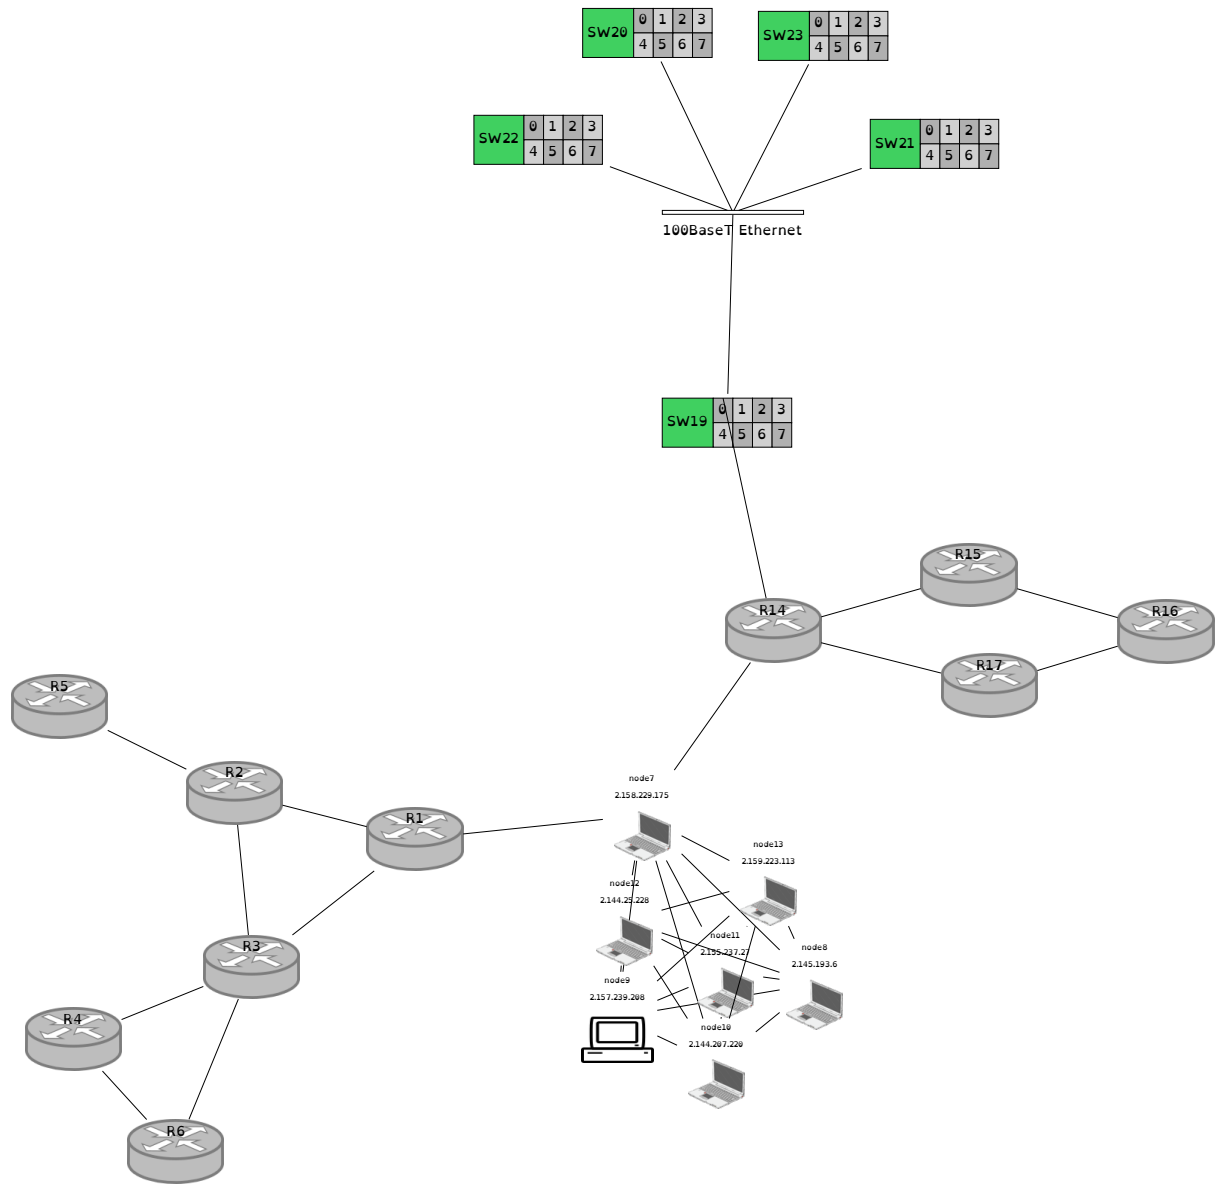 SW20 0 1 2 3
4 5 6 7
SW23 0 1 2 3
4 5 6 7
SW22 0 1 2 3
4 5 6 7
SW21 0 1 2 3
4 5 6 7
100BaseT Ethernet
SW19 0 1 2 3
4 5 6 7
R15
R14
R16
R17
R5
R2
R1
R3
R4
R6
node7
2.158.229.175
node13
2.159.223.113
node12
2.144.25.228
node11
2.155.237.27
node8
2.145.193.6
node9
2.157.239.208
node10
2.144.207.220